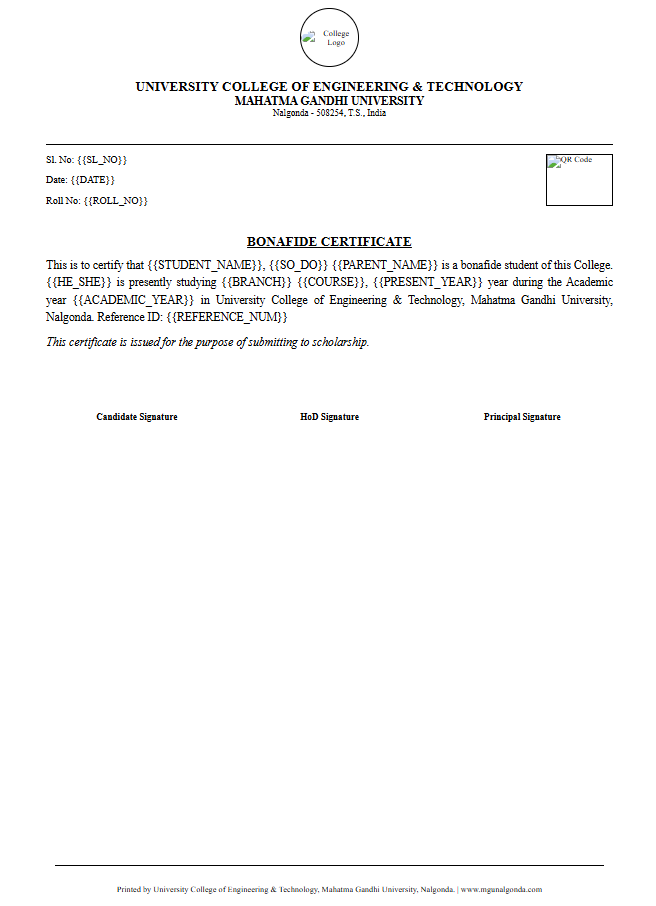 College
Logo
UNIVERSITY COLLEGE OF ENGINEERING & TECHNOLOGY
MAHATMA GANDHI UNIVERSITY
Nalgonda - 508254, T.S., India
Sl. No: {{SL_NO}}
QR Code
Date: {{DATE}}
Roll No: {{ROLL_NO}}
BONAFIDE CERTIFICATE
This is to certify that {{STUDENT_NAME}}, {{SO_DO}} {{PARENT_NAME}} is a bonafide student of this College.
{{HE_SHE}} is presently studying {{BRANCH}} {{COURSE}}, {{PRESENT_YEAR}} year during the Academic
year {{ACADEMIC_YEAR}} in University College of Engineering & Technology, Mahatma Gandhi University,
Nalgonda. Reference ID: {{REFERENCE_NUM}}
This certificate is issued for the purpose of submitting to scholarship.
Candidate Signature HoD Signature Principal Signature
Printed by University College of Engineering & Technology, Mahatma Gandhi University, Nalgonda. | www.mgunalgonda.com